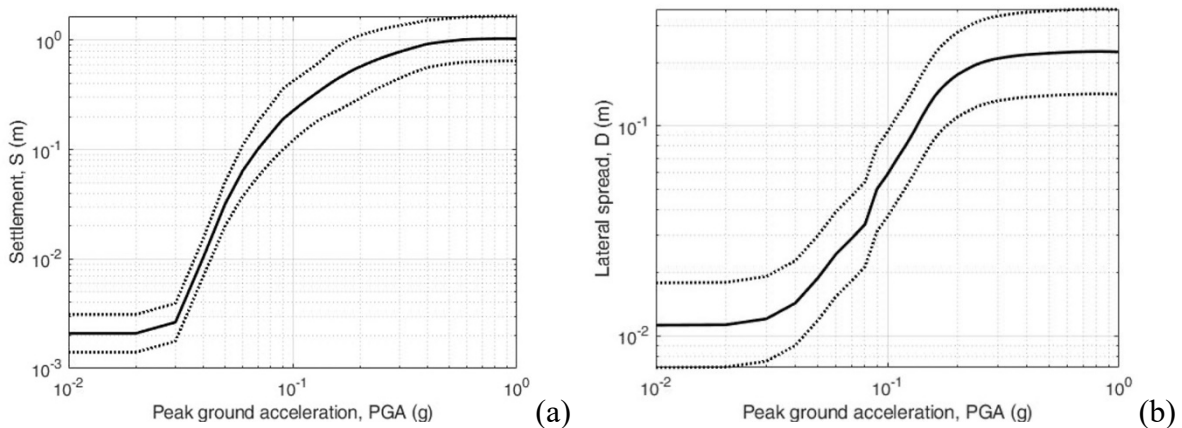 Settlement, S (m)
10^0
10^-1
10^-2
10^-3
10^-2
10^-1
10^0
Peak ground acceleration, PGA (g)
(a)
Lateral spread, D (m)
10^-1
10^-2
10^-2
10^-1
10^0
Peak ground acceleration, PGA (g)
(b)